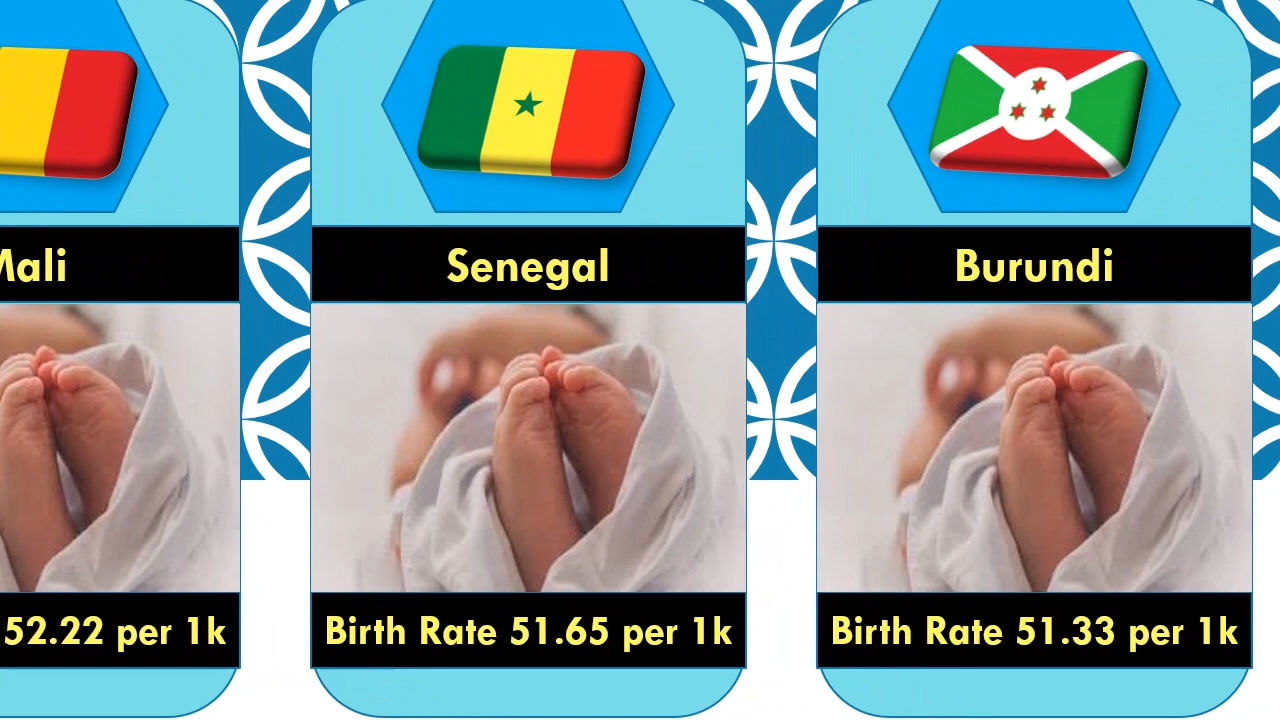 Mali
Senegal
Burundi
52.22 per 1k
Birth Rate 51.65 per 1k
Birth Rate 51.33 per 1k